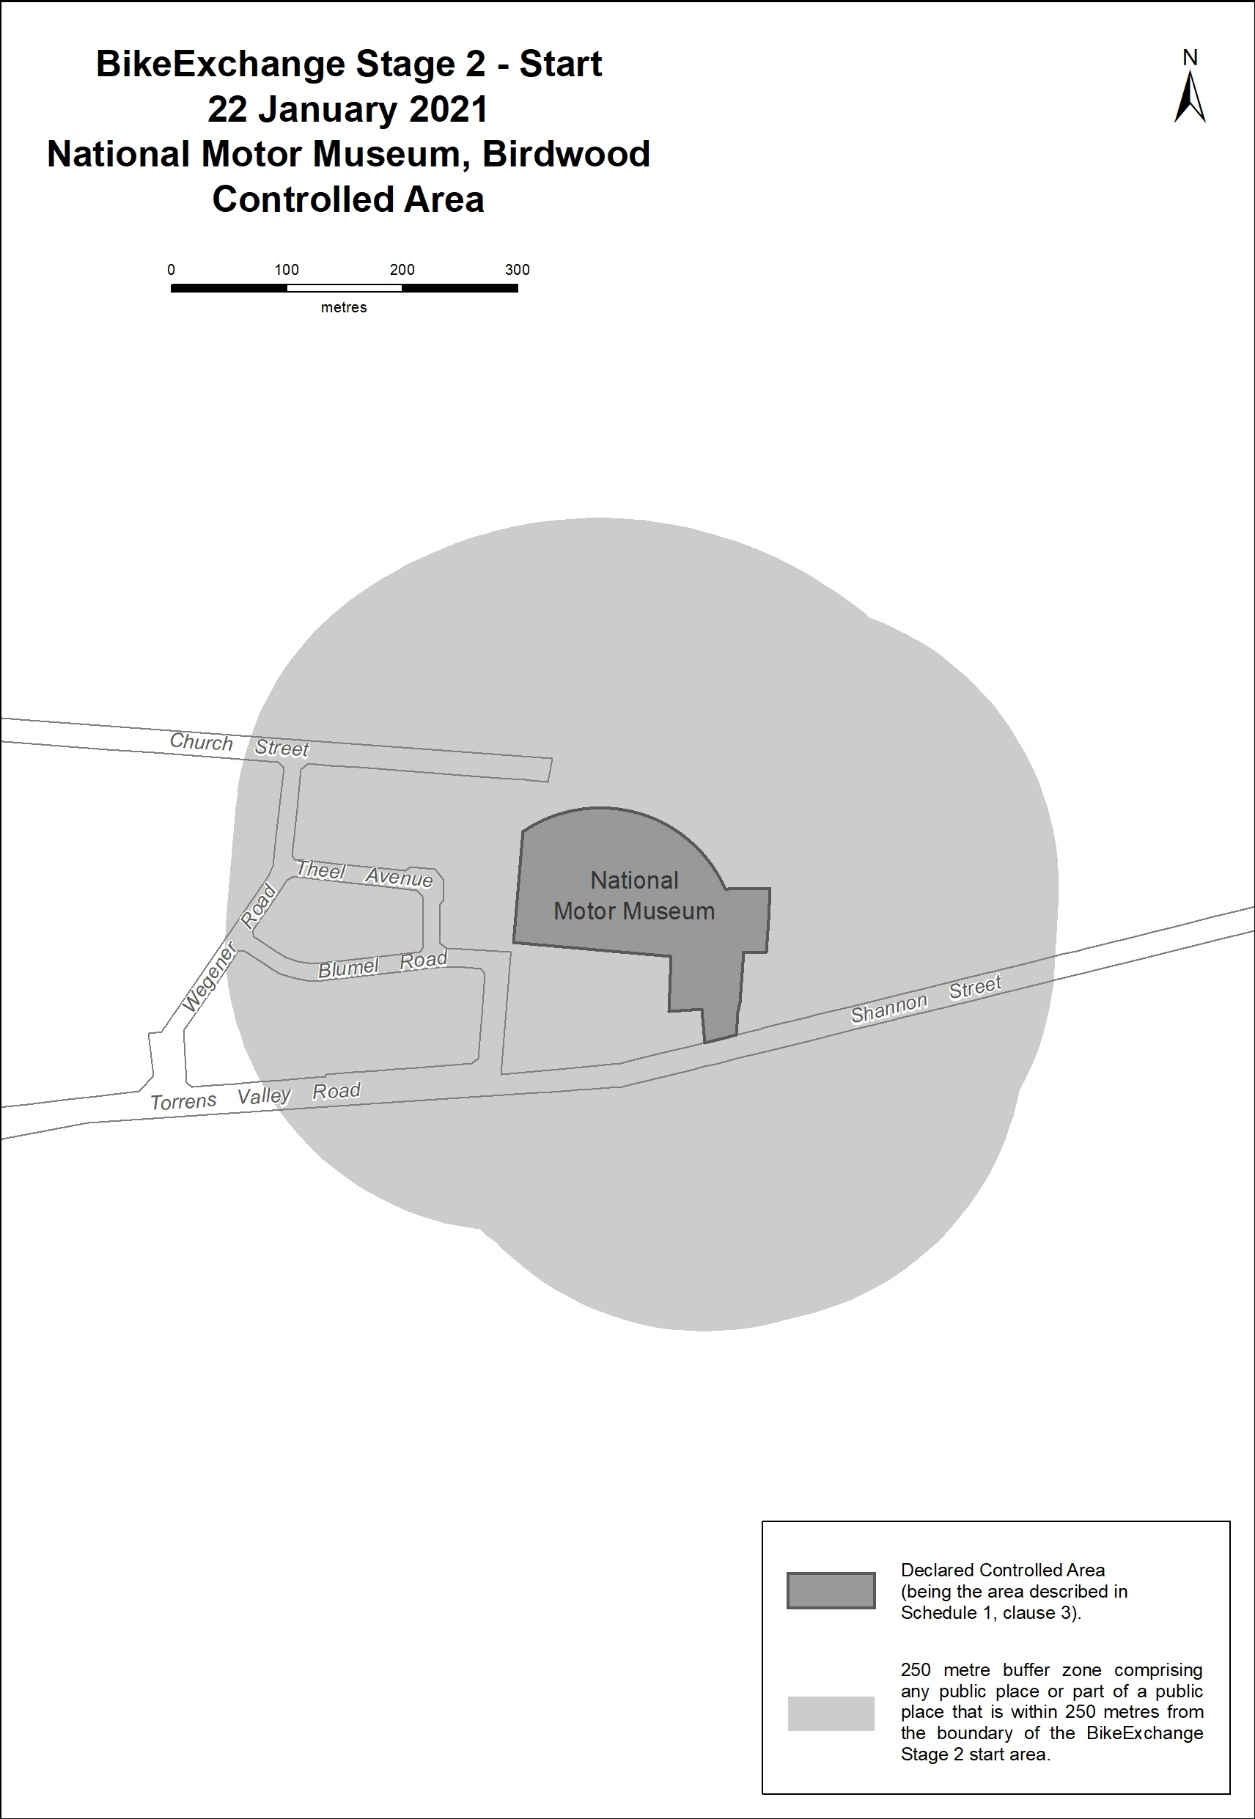 BikeExchange Stage 2 - Start
22 January 2021
National Motor Museum, Birdwood
Controlled Area
N
0 100 200 300
metres
Church Street
Theel Avenue
National
Motor Museum
Wegener Road
Blumel Road
Shannon Street
Torrens Valley Road
Declared Controlled Area
(being the area described in
Schedule 1, clause 3).
250 metre buffer zone comprising
any public place or part of a public
place that is within 250 metres from
the boundary of the BikeExchange
Stage 2 start area.